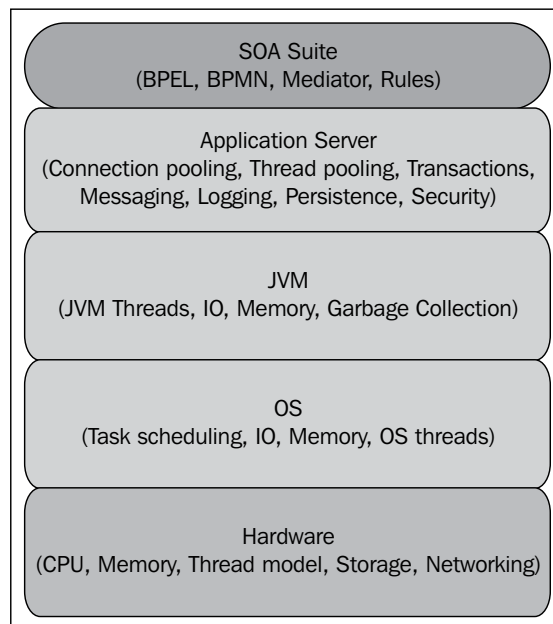 SOA Suite
(BPEL, BPMN, Mediator, Rules)
Application Server
(Connection pooling, Thread pooling, Transactions,
Messaging, Logging, Persistence, Security)
JVM
(JVM Threads, IO, Memory, Garbage Collection)
OS
(Task scheduling, IO, Memory, OS threads)
Hardware
(CPU, Memory, Thread model, Storage, Networking)